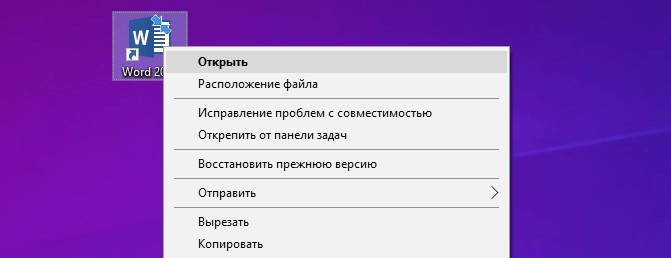 W
Word 20
Открыть
Расположение файла
Исправление проблем с совместимостью
Открепить от панели задач
Восстановить прежнюю версию
Отправить
Вырезать
Копировать